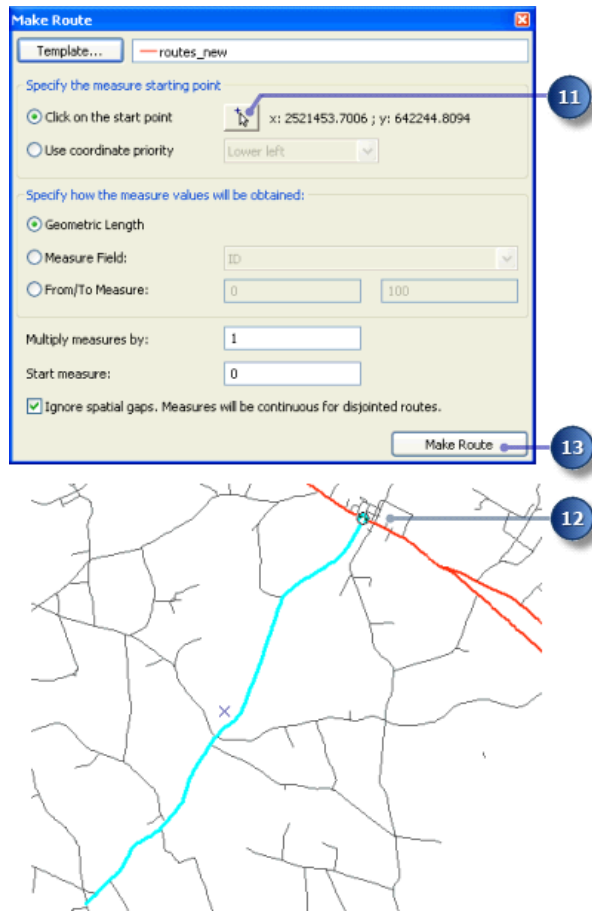 Make Route
Template... routes_new
Specify the measure starting point
Click on the start point x: 2521453.7006 ; y: 642244.8094
11
Use coordinate priority Lower left
Specify how the measure values will be obtained:
Geometric Length
Measure Field: ID
From/To Measure: 0 100
Multiply measures by: 1
Start measure: 0
Ignore spatial gaps. Measures will be continuous for disjointed routes.
Make Route
13
12